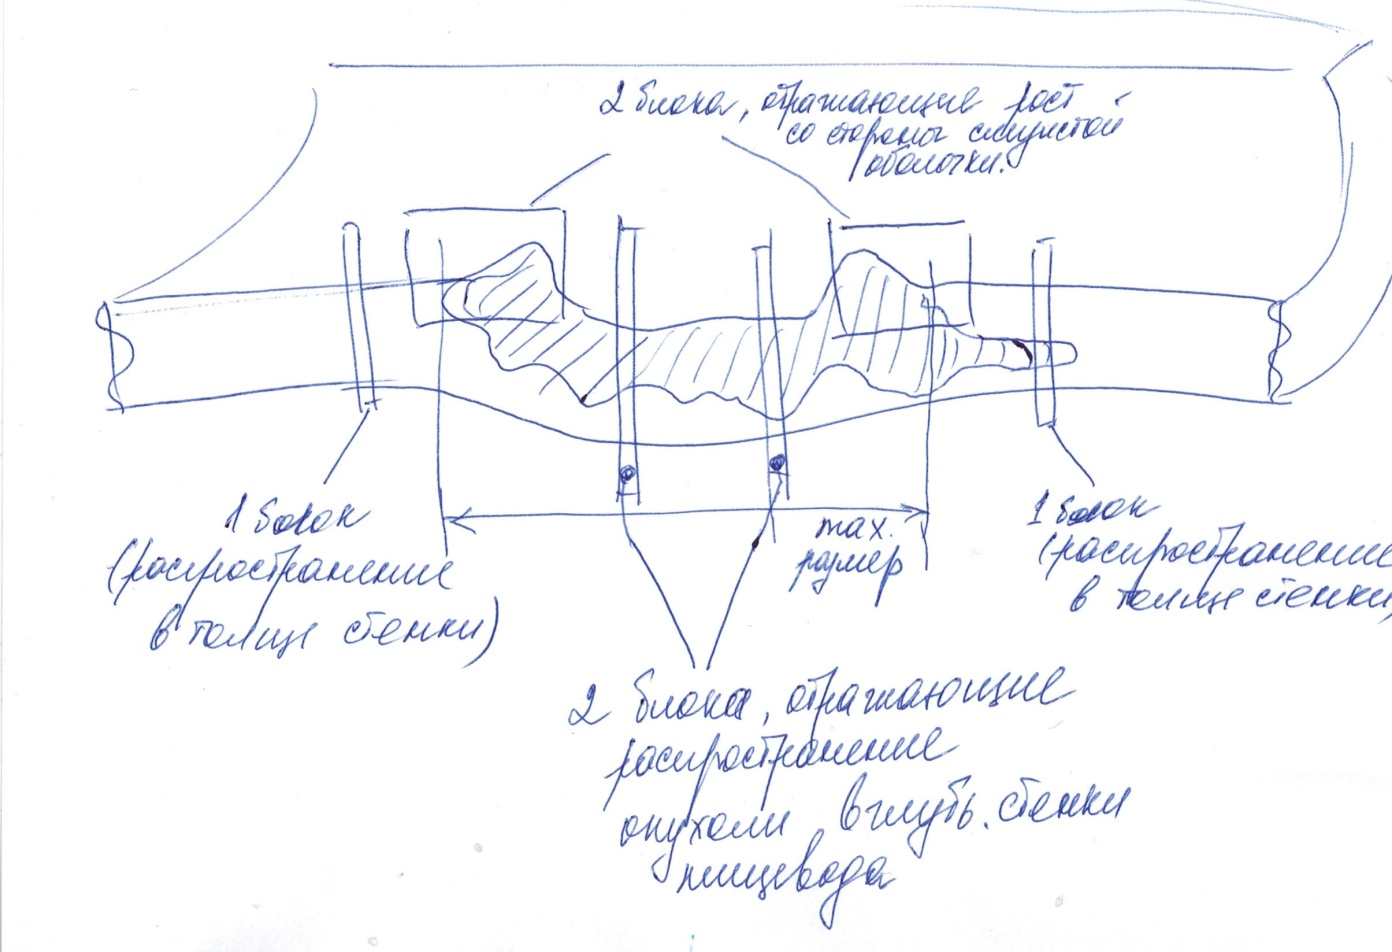 2 блока, отражающие рост
со стороны слизистой
оболочки.
1 блок
(распространение
в толще стенки)
max.
размер
1 блок
(распространение
в толще стенки)
2 блока, отражающие
распространение
опухоли вглубь стенки
пищевода